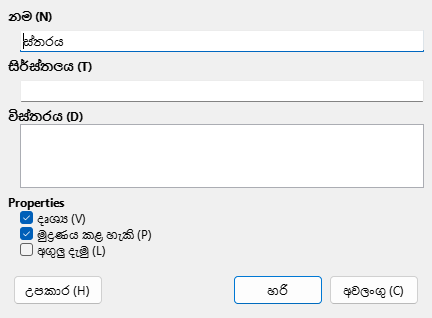 නම (N)
ස්තරය
සිර්ස්තලය (T)
විස්තරය (D)
Properties
දෘශ්‍ය (V)
මුද්‍රණය කළ හැකි (P)
අගුලු දැමු (L)
උපකාර (H)
හරි
අවලංගු (C)